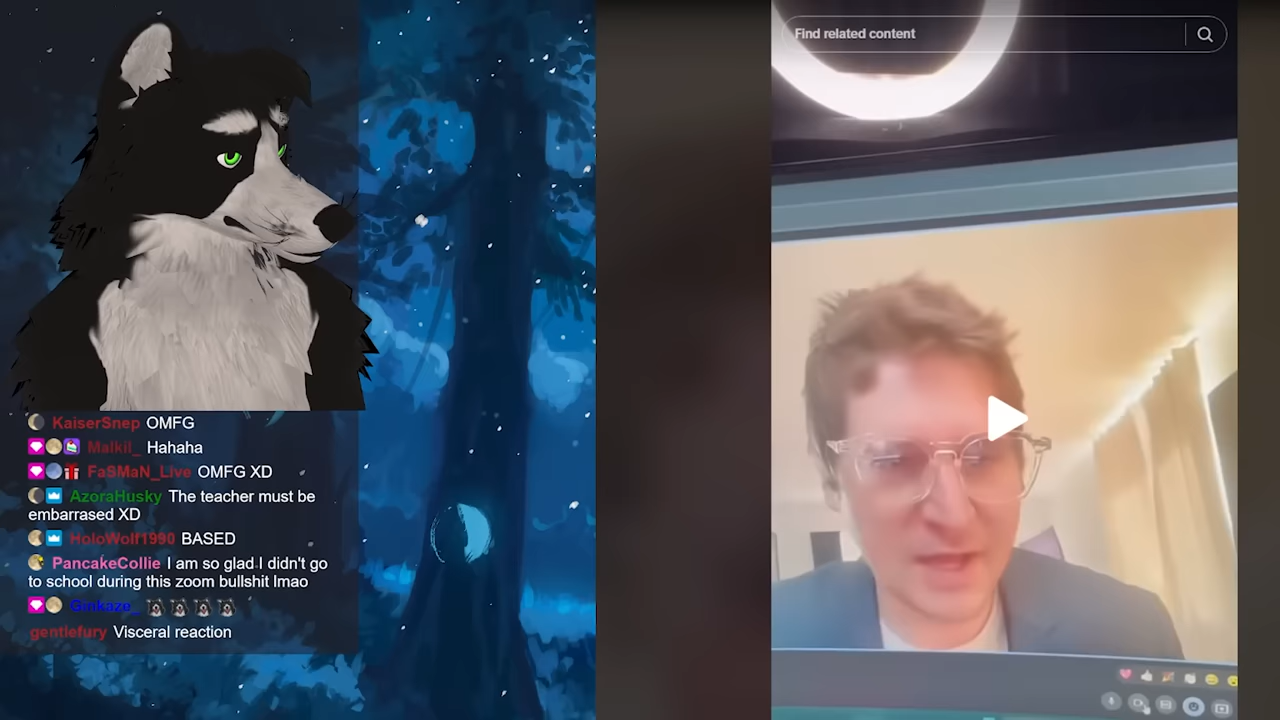 Find related content
KaiserSnep OMFG
Malkil_ Hahaha
FaSMaN_Live OMFG XD
AzoraHusky The teacher must be
embarrased XD
HoloWolf1990 BASED
PancakeCollie I am so glad I didn't go
to school during this zoom bullshit lmao
Ginkaze_
gentlefury Visceral reaction